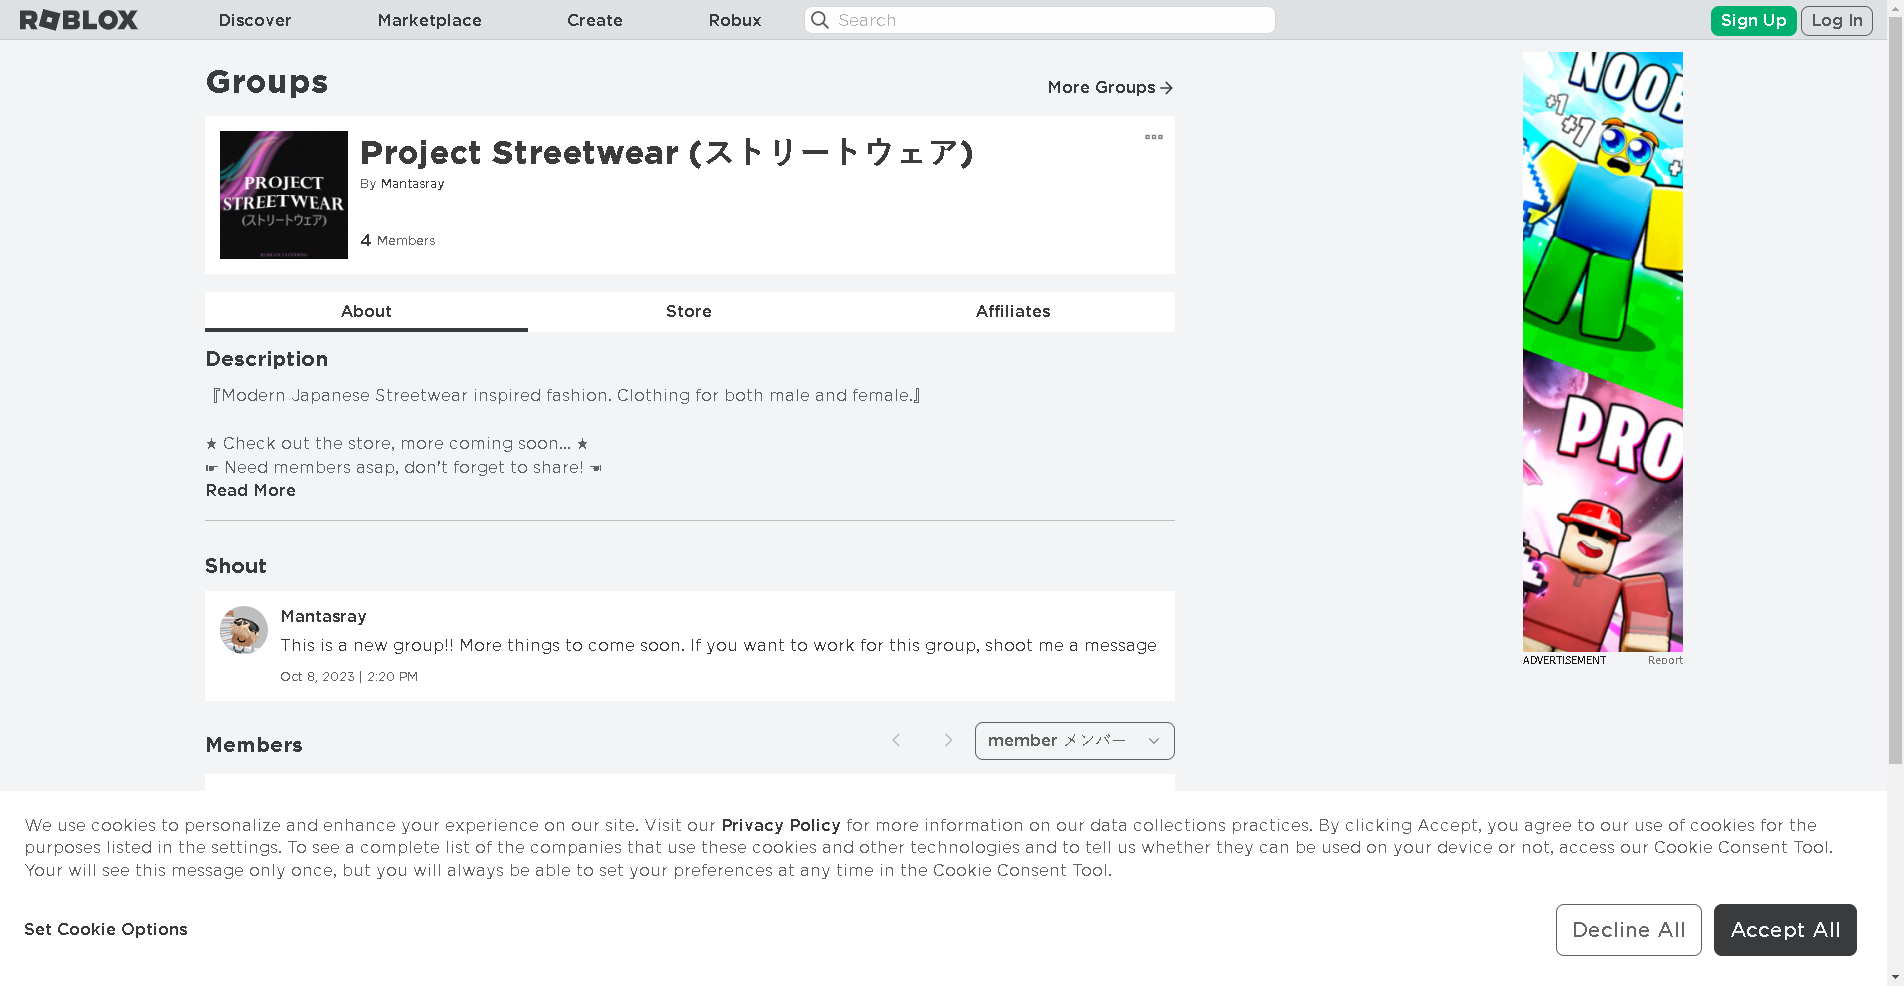 ROBLOX Discover Marketplace Create Robux Search Sign Up Log In
Groups
More Groups
Project Streetwear (ストリートウェア)
By Mantasray
4 Members
PROJECT
STREETWEAR
(ストリートウェア)
About Store Affiliates
Description
『Modern Japanese Streetwear inspired fashion. Clothing for both male and female.』
★ Check out the store, more coming soon... ★
☛ Need members asap, don't forget to share! ☚
Read More
Shout
Mantasray
This is a new group!! More things to come soon. If you want to work for this group, shoot me a message
Oct 8, 2023 | 2:20 PM
Members
member メンバー
NOOB
+1
+1
PRO
ADVERTISEMENT Report
We use cookies to personalize and enhance your experience on our site. Visit our Privacy Policy for more information on our data collections practices. By clicking Accept, you agree to our use of cookies for the
purposes listed in the settings. To see a complete list of the companies that use these cookies and other technologies and to tell us whether they can be used on your device or not, access our Cookie Consent Tool.
Your will see this message only once, but you will always be able to set your preferences at any time in the Cookie Consent Tool.
Set Cookie Options
Decline All Accept All